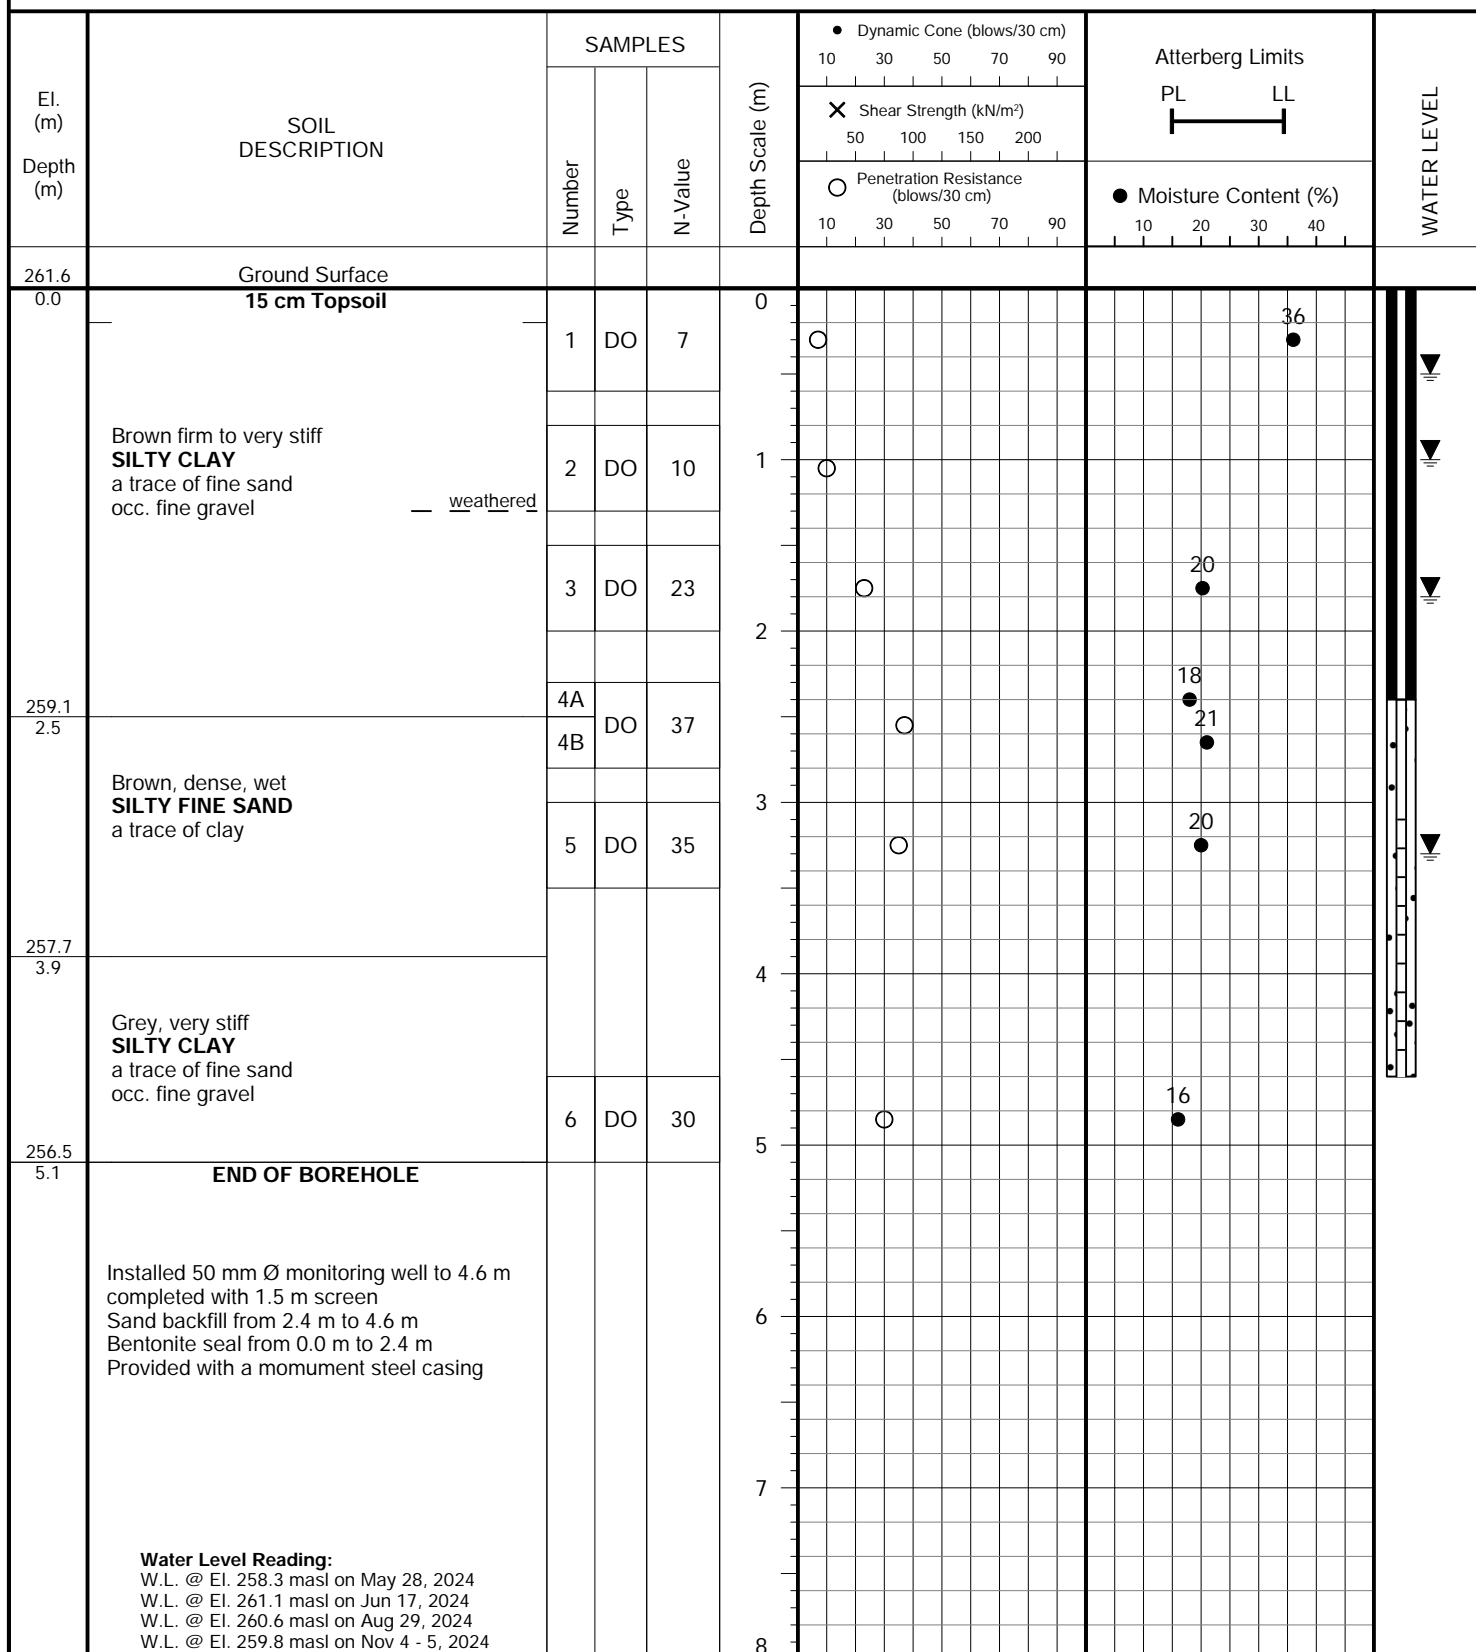 El.
(m)
Depth
(m)
SOIL
DESCRIPTION
SAMPLES
Number
Type
N-Value
Depth Scale (m)
Dynamic Cone (blows/30 cm)
10 30 50 70 90
Shear Strength (kN/m²)
50 100 150 200
Penetration Resistance
(blows/30 cm)
10 30 50 70 90
Atterberg Limits
PL LL
Moisture Content (%)
10 20 30 40
WATER LEVEL
261.6
Ground Surface
0.0
15 cm Topsoil
0
1 DO 7
36
Brown firm to very stiff
SILTY CLAY
a trace of fine sand
occ. fine gravel
weathered
2 DO 10
1
3 DO 23
20
2
18
4A
259.1
2.5
4B
DO 37
21
Brown, dense, wet
SILTY FINE SAND
a trace of clay
3
5 DO 35
20
257.7
3.9
4
Grey, very stiff
SILTY CLAY
a trace of fine sand
occ. fine gravel
6 DO 30
16
5
256.5
5.1
END OF BOREHOLE
Installed 50 mm Ø monitoring well to 4.6 m
completed with 1.5 m screen
Sand backfill from 2.4 m to 4.6 m
Bentonite seal from 0.0 m to 2.4 m
Provided with a momument steel casing
6
7
Water Level Reading:
W.L. @ El. 258.3 masl on May 28, 2024
W.L. @ El. 261.1 masl on Jun 17, 2024
W.L. @ El. 260.6 masl on Aug 29, 2024
W.L. @ El. 259.8 masl on Nov 4 - 5, 2024
8